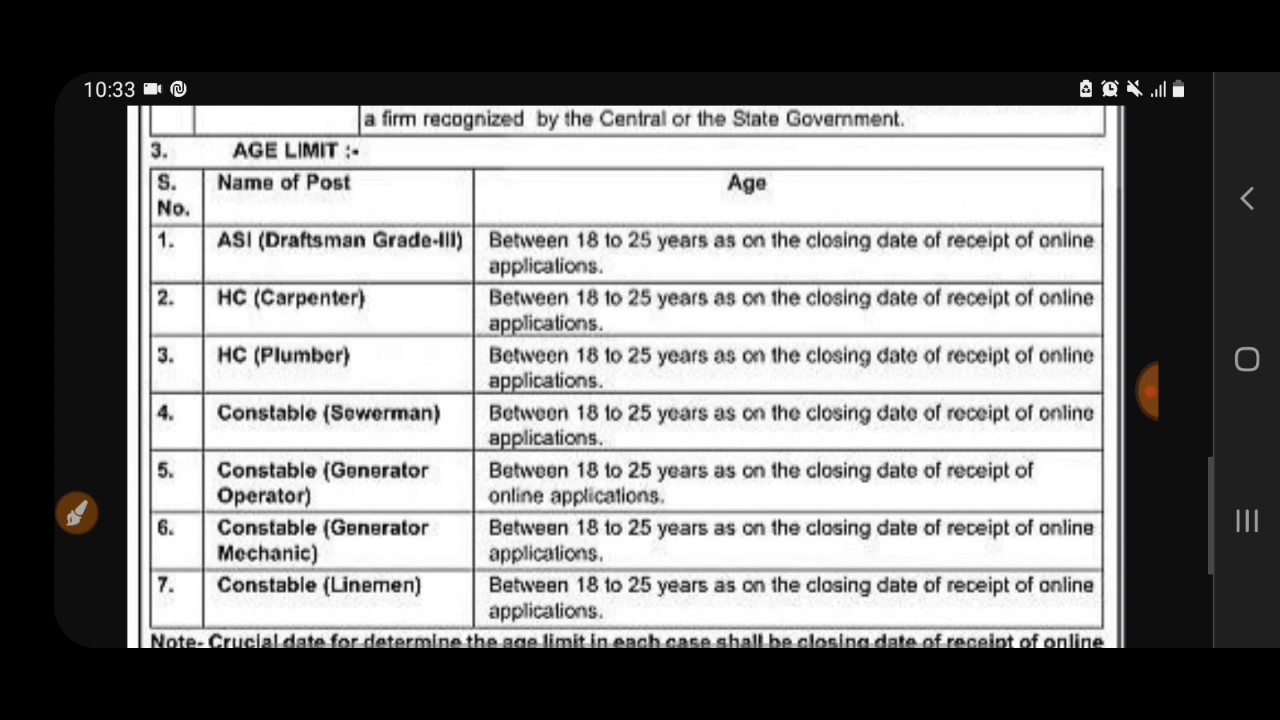 10:33
a firm recognized by the Central or the State Government.
3. AGE LIMIT :-
S. No. Name of Post Age
1. ASI (Draftsman Grade-III) Between 18 to 25 years as on the closing date of receipt of online
applications.
2. HC (Carpenter) Between 18 to 25 years as on the closing date of receipt of online
applications.
3. HC (Plumber) Between 18 to 25 years as on the closing date of receipt of online
applications.
4. Constable (Sewerman) Between 18 to 25 years as on the closing date of receipt of online
applications.
5. Constable (Generator Operator) Between 18 to 25 years as on the closing date of receipt of
online applications.
6. Constable (Generator Mechanic) Between 18 to 25 years as on the closing date of receipt of online
applications.
7. Constable (Linemen) Between 18 to 25 years as on the closing date of receipt of online
applications.
Note- Crucial date for determine the age limit in each case shall be closing date of receipt of online